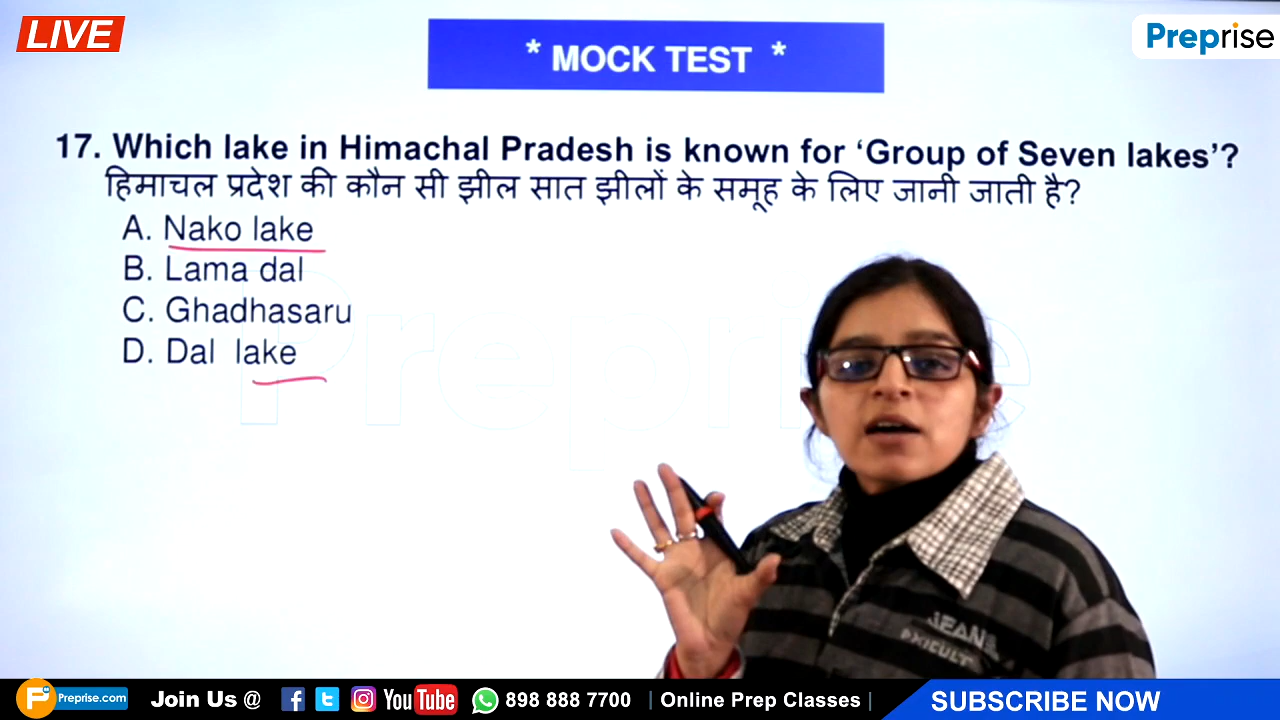 LIVE
* MOCK TEST *
Preprise
17. Which lake in Himachal Pradesh is known for ‘Group of Seven lakes’?
हिमाचल प्रदेश की कौन सी झील सात झीलों के समूह के लिए जानी जाती है?
A. Nako lake
B. Lama dal
C. Ghadhasaru
D. Dal lake
Preprise
JEANS
Preprise.com
Join Us @
YouTube
898 888 7700
Online Prep Classes
SUBSCRIBE NOW